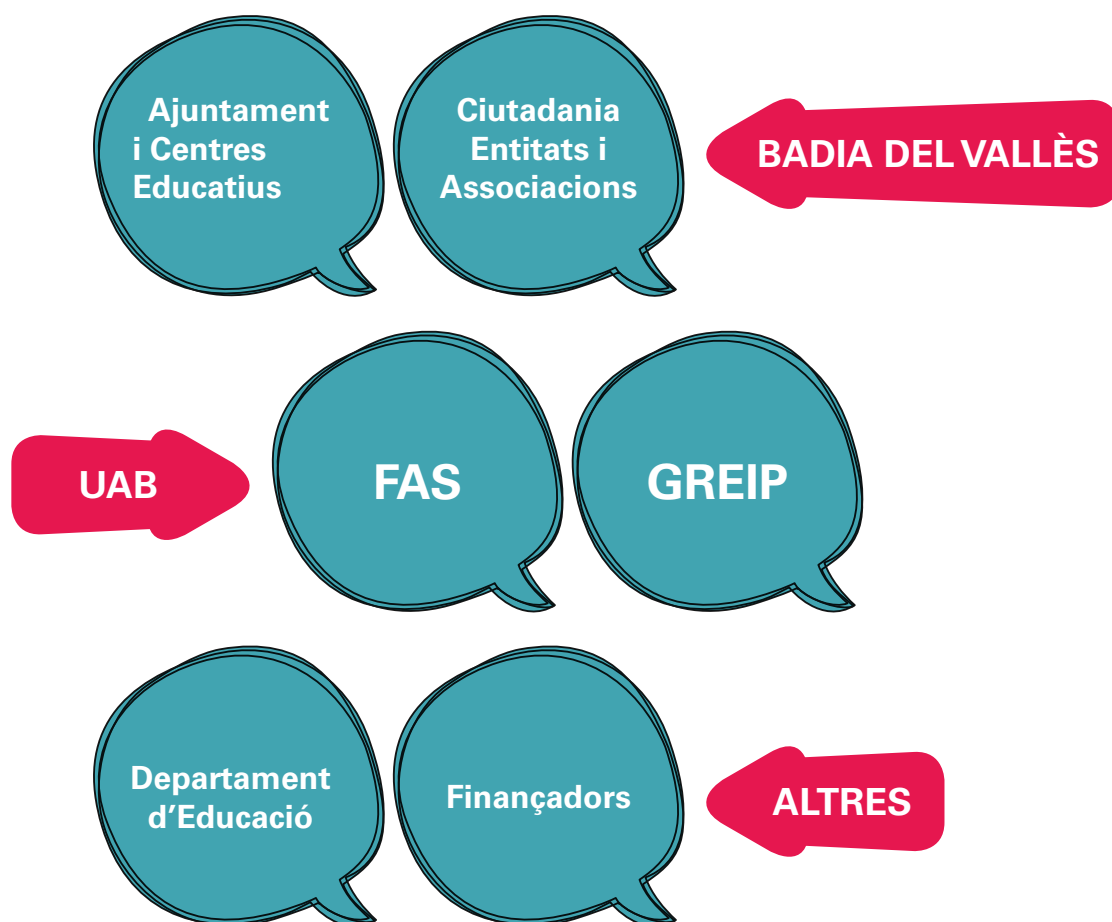 Ajuntament
i Centres
Educatius
Ciutadania
Entitats i
Associacions
BADIA DEL VALLÈS
UAB
FAS
GREIP
Departament
d’Educació
Finançadors
ALTRES